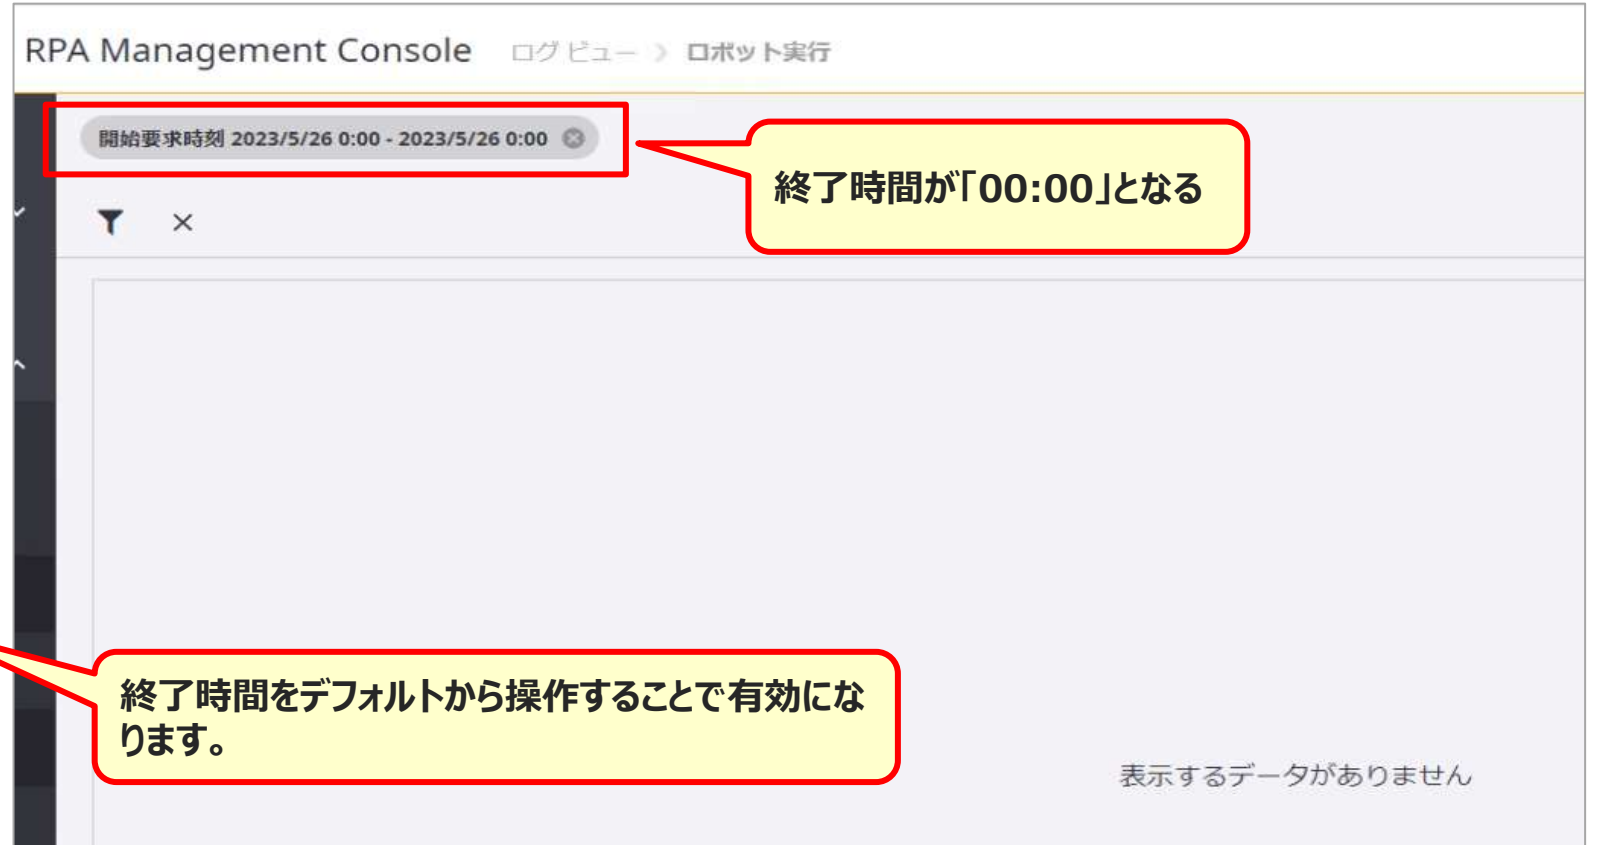 RPA Management Console ログ ビュー 〉 ロボット実行
開始要求時刻 2023/5/26 0:00 - 2023/5/26 0:00
終了時間が「00:00」となる
終了時間をデフォルトから操作することで有効にな
ります。
表示するデータがありません